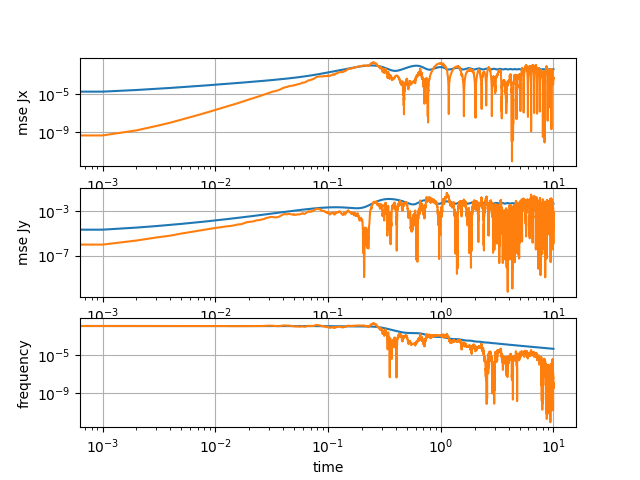 mse Jx
10⁻⁵
10⁻⁹
10⁻³ 10⁻² 10⁻¹ 10⁰ 10¹
mse Jy
10⁻³
10⁻⁷
10⁻³ 10⁻² 10⁻¹ 10⁰ 10¹
frequency
10⁻⁵
10⁻⁹
10⁻³ 10⁻² 10⁻¹ 10⁰ 10¹
time